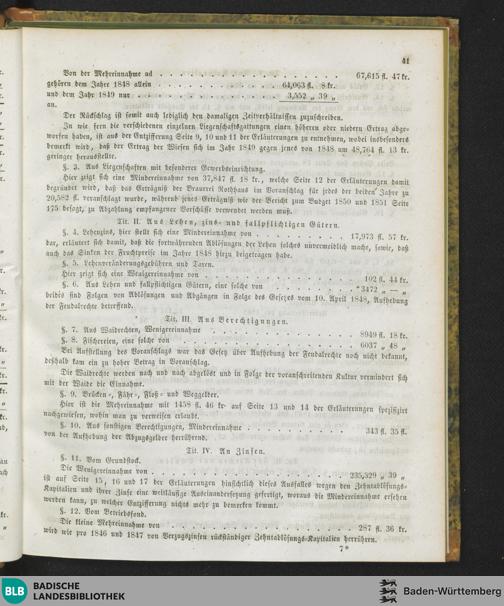 41
Von der Mehreinnahme ad . . . . . . . . . . 67,615 fl. 47 kr.
gehören dem Jahr 1848 allein . . . . . . . 64,063 fl. 8 kr.
und dem Jahr 1849 nur . . . . . . . . 3,552 „ 39 „
an.
Der Rückschlag ist somit auch lediglich den damaligen Zeitverhältnissen zuzuschreiben.
In wie fern die verschiedenen einzelnen Liegenschaftsgattungen einen höheren oder niedern Ertrag abge-
worfen haben, ist aus der Entzifferung Seite 9, 10 und 11 der Erläuterungen zu entnehmen, wobei insbesonders
bemerkt wird, daß der Ertrag der Wiesen sich im Jahr 1849 gegen jenes von 1848 um 48,764 fl. 13 kr.
geringer herausstellte.
§. 3. Aus Liegenschaften mit besonderer Gewerbseinrichtung.
Hier zeigt sich eine Mindereinnahme von 37,847 fl. 18 kr., welche Seite 12 der Erläuterungen damit
begründet wird, daß das Erträgniß der Brauerei Rothhaus im Voranschlag für jedes der beiden Jahre zu
20,582 fl. veranschlagt wurde, während jenes Erträgniß wie der Bericht zum Budget 1850 und 1851 Seite
175 besagt, zu Abzahlung empfangener Vorschüsse verwendet werden muß.
Tit. II. Aus Lehen, zins- und fallpflichtigen Gütern.
§. 4. Lehenzins, hier stellt sich eine Mindereinnahme von . . . . . . . . 17,973 fl. 57 kr.
dar, erläutert sich damit, daß die fortwährenden Ablösungen der Lehen solches unvermeidlich mache, sowie, daß
auch das Sinken der Fruchtpreise im Jahre 1848 hiezu beigetragen habe.
§. 5. Lehenveränderungsgebühren und Taxen.
Hier zeigt sich eine Wenigereinnahme von . . . . . . . . . 102 fl. 44 kr.
§. 6. Aus Lehen und fallpflichtigen Gütern, eine solche von . . . . . . . 3472 „ — „
beides sind Folgen von Ablösungen und Abgängen in Folge des Gesetzes vom 10. April 1848, Aufhebung
der Feudalrechte betreffend.
Tit. III. Aus Berechtigungen.
§. 7. Aus Waidrechten, Wenigereinnahme . . . . . . . . . 8949 fl. 18 kr.
§. 8. Fischereien, eine solche von . . . . . . . . . . 6037 „ 48 „
Bei Aufstellung des Voranschlags war das Gesetz über Aufhebung der Feudalrechte noch nicht bekannt,
deßhalb kam ein zu hoher Beitrag in Voranschlag.
Die Waidrechte werden nach und nach abgelöst und in Folge der voranschreitenden Kultur vermindert sich
mit der Waide die Einnahme.
§. 9. Brücken-, Fähr-, Floß- und Weggelder.
Hier ist die Mehreinnahme mit 1458 fl. 46 kr. auf Seite 13 und 14 der Erläuterungen spezifizirt
nachgewiesen, wohin man zu verweisen erlaubt.
§. 10. Aus sonstigen Berechtigungen, Mindereinnahme . . . . . . . . 343 fl. 35 fl.
von der Aufhebung der Abzugsgelder herrührend.
Tit. IV. An Zinsen.
§. 11. Vom Grundstock.
Die Wenigereinnahme von . . . . . . . . . . . 235,329 „ 39 „
ist auf Seite 15, 16 und 17 der Erläuterungen hinsichtlich dieses Ausfalles wegen den Zehntablösungs-
Kapitalien und ihrer Zinse eine weitläufige Auseinandersetzung gefertigt, woraus die Mindereinnahme ersehen
werden kann, zu welcher Entzifferung nichts mehr zu bemerken kommt.
§. 12. Vom Betriebsfond.
Die kleine Mehreinnahme von . . . . . . . . . . . 287 fl. 36 kr.
wird wie pro 1846 und 1847 von Verzugszinsen rückständiger Zehntablösungs-Kapitalien herrühren.
7*
BLB BADISCHE
LANDESBIBLIOTHEK
Baden-Württemberg